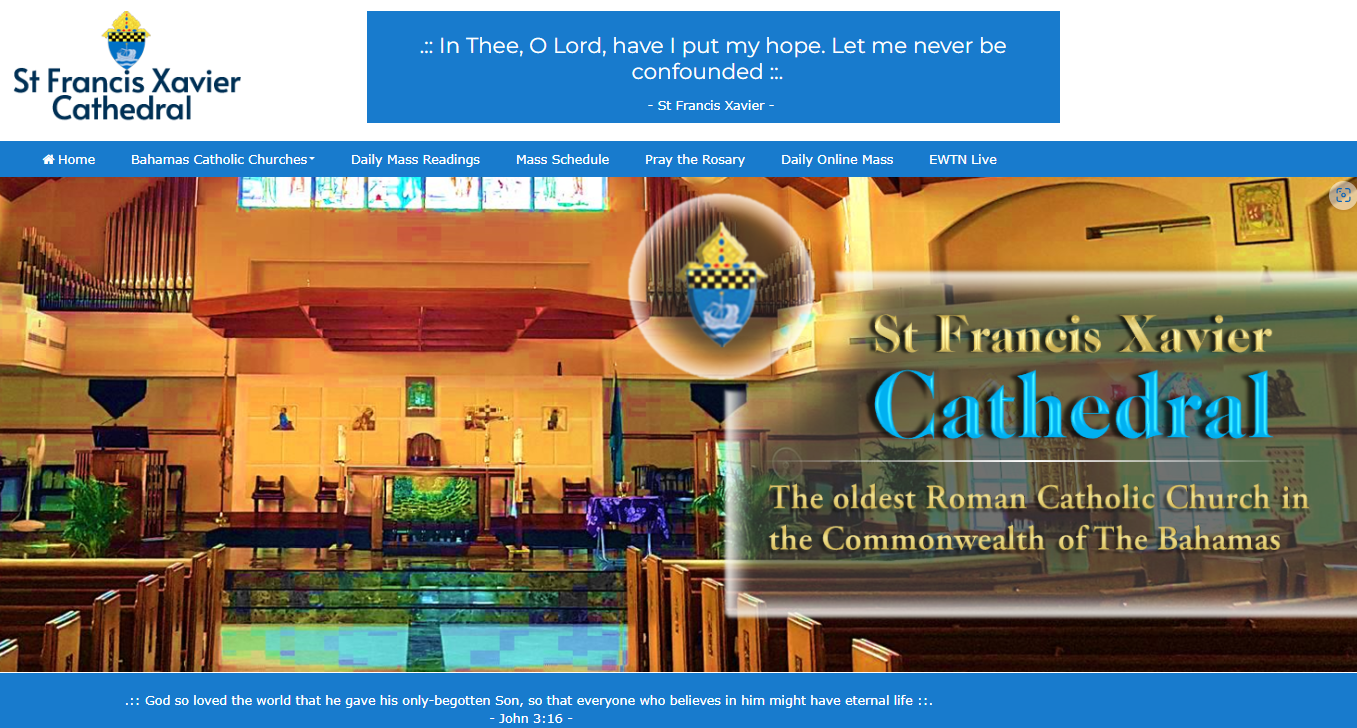 St Francis Xavier
Cathedral
.:: In Thee, O Lord, have I put my hope. Let me never be
confounded ::.
- St Francis Xavier -
Home
Bahamas Catholic Churches
Daily Mass Readings
Mass Schedule
Pray the Rosary
Daily Online Mass
EWTN Live
St Francis Xavier
Cathedral
The oldest Roman Catholic Church in
the Commonwealth of The Bahamas
.:: God so loved the world that he gave his only-begotten Son, so that everyone who believes in him might have eternal life ::.
- John 3:16 -